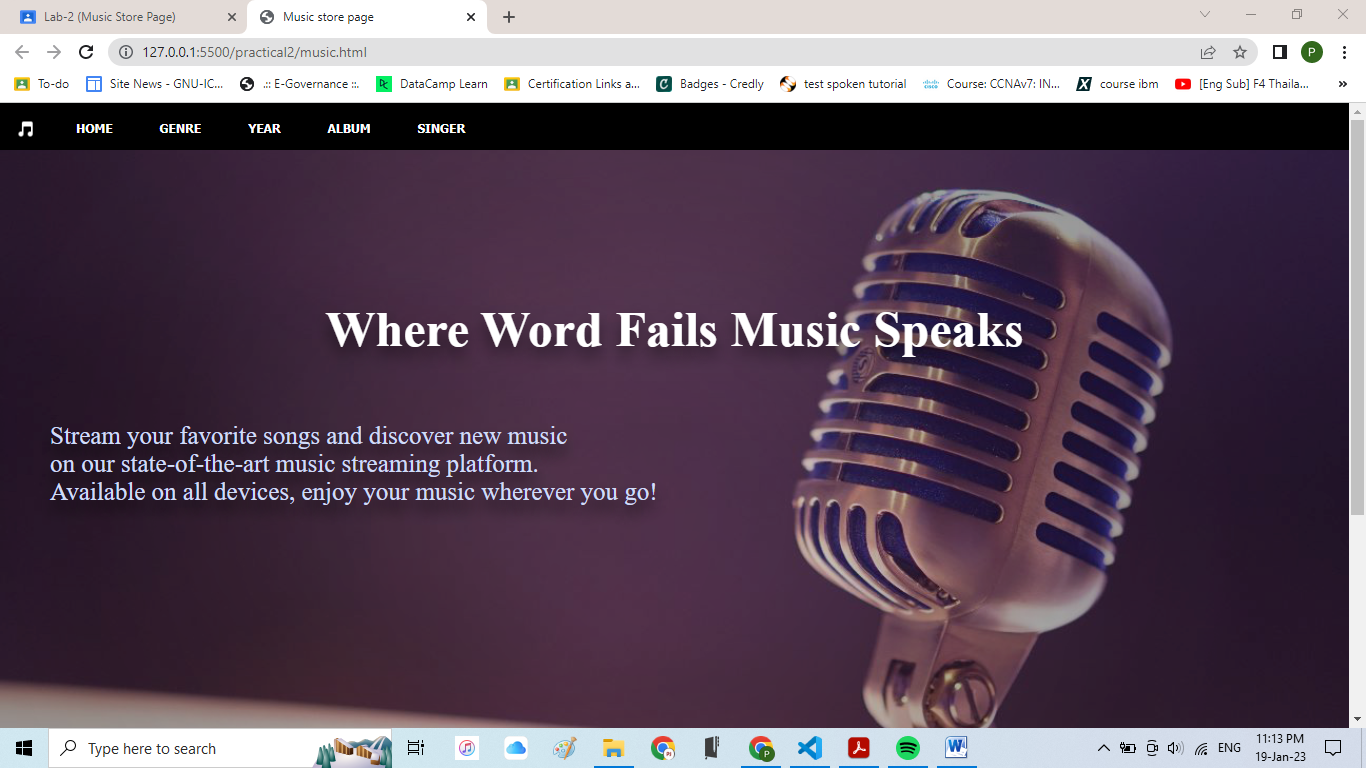 Lab-2 (Music Store Page)
Music store page
127.0.0.1:5500/practical2/music.html
P
To-do
Site News - GNU-IC...
.:: E-Governance ::.
DataCamp Learn
Certification Links a...
Badges - Credly
test spoken tutorial
Course: CCNAv7: IN...
course ibm
[Eng Sub] F4 Thaila...
HOME GENRE YEAR ALBUM SINGER
Where Word Fails Music Speaks
Stream your favorite songs and discover new music
on our state-of-the-art music streaming platform.
Available on all devices, enjoy your music wherever you go!
Type here to search
ENG
11:13 PM
19-Jan-23